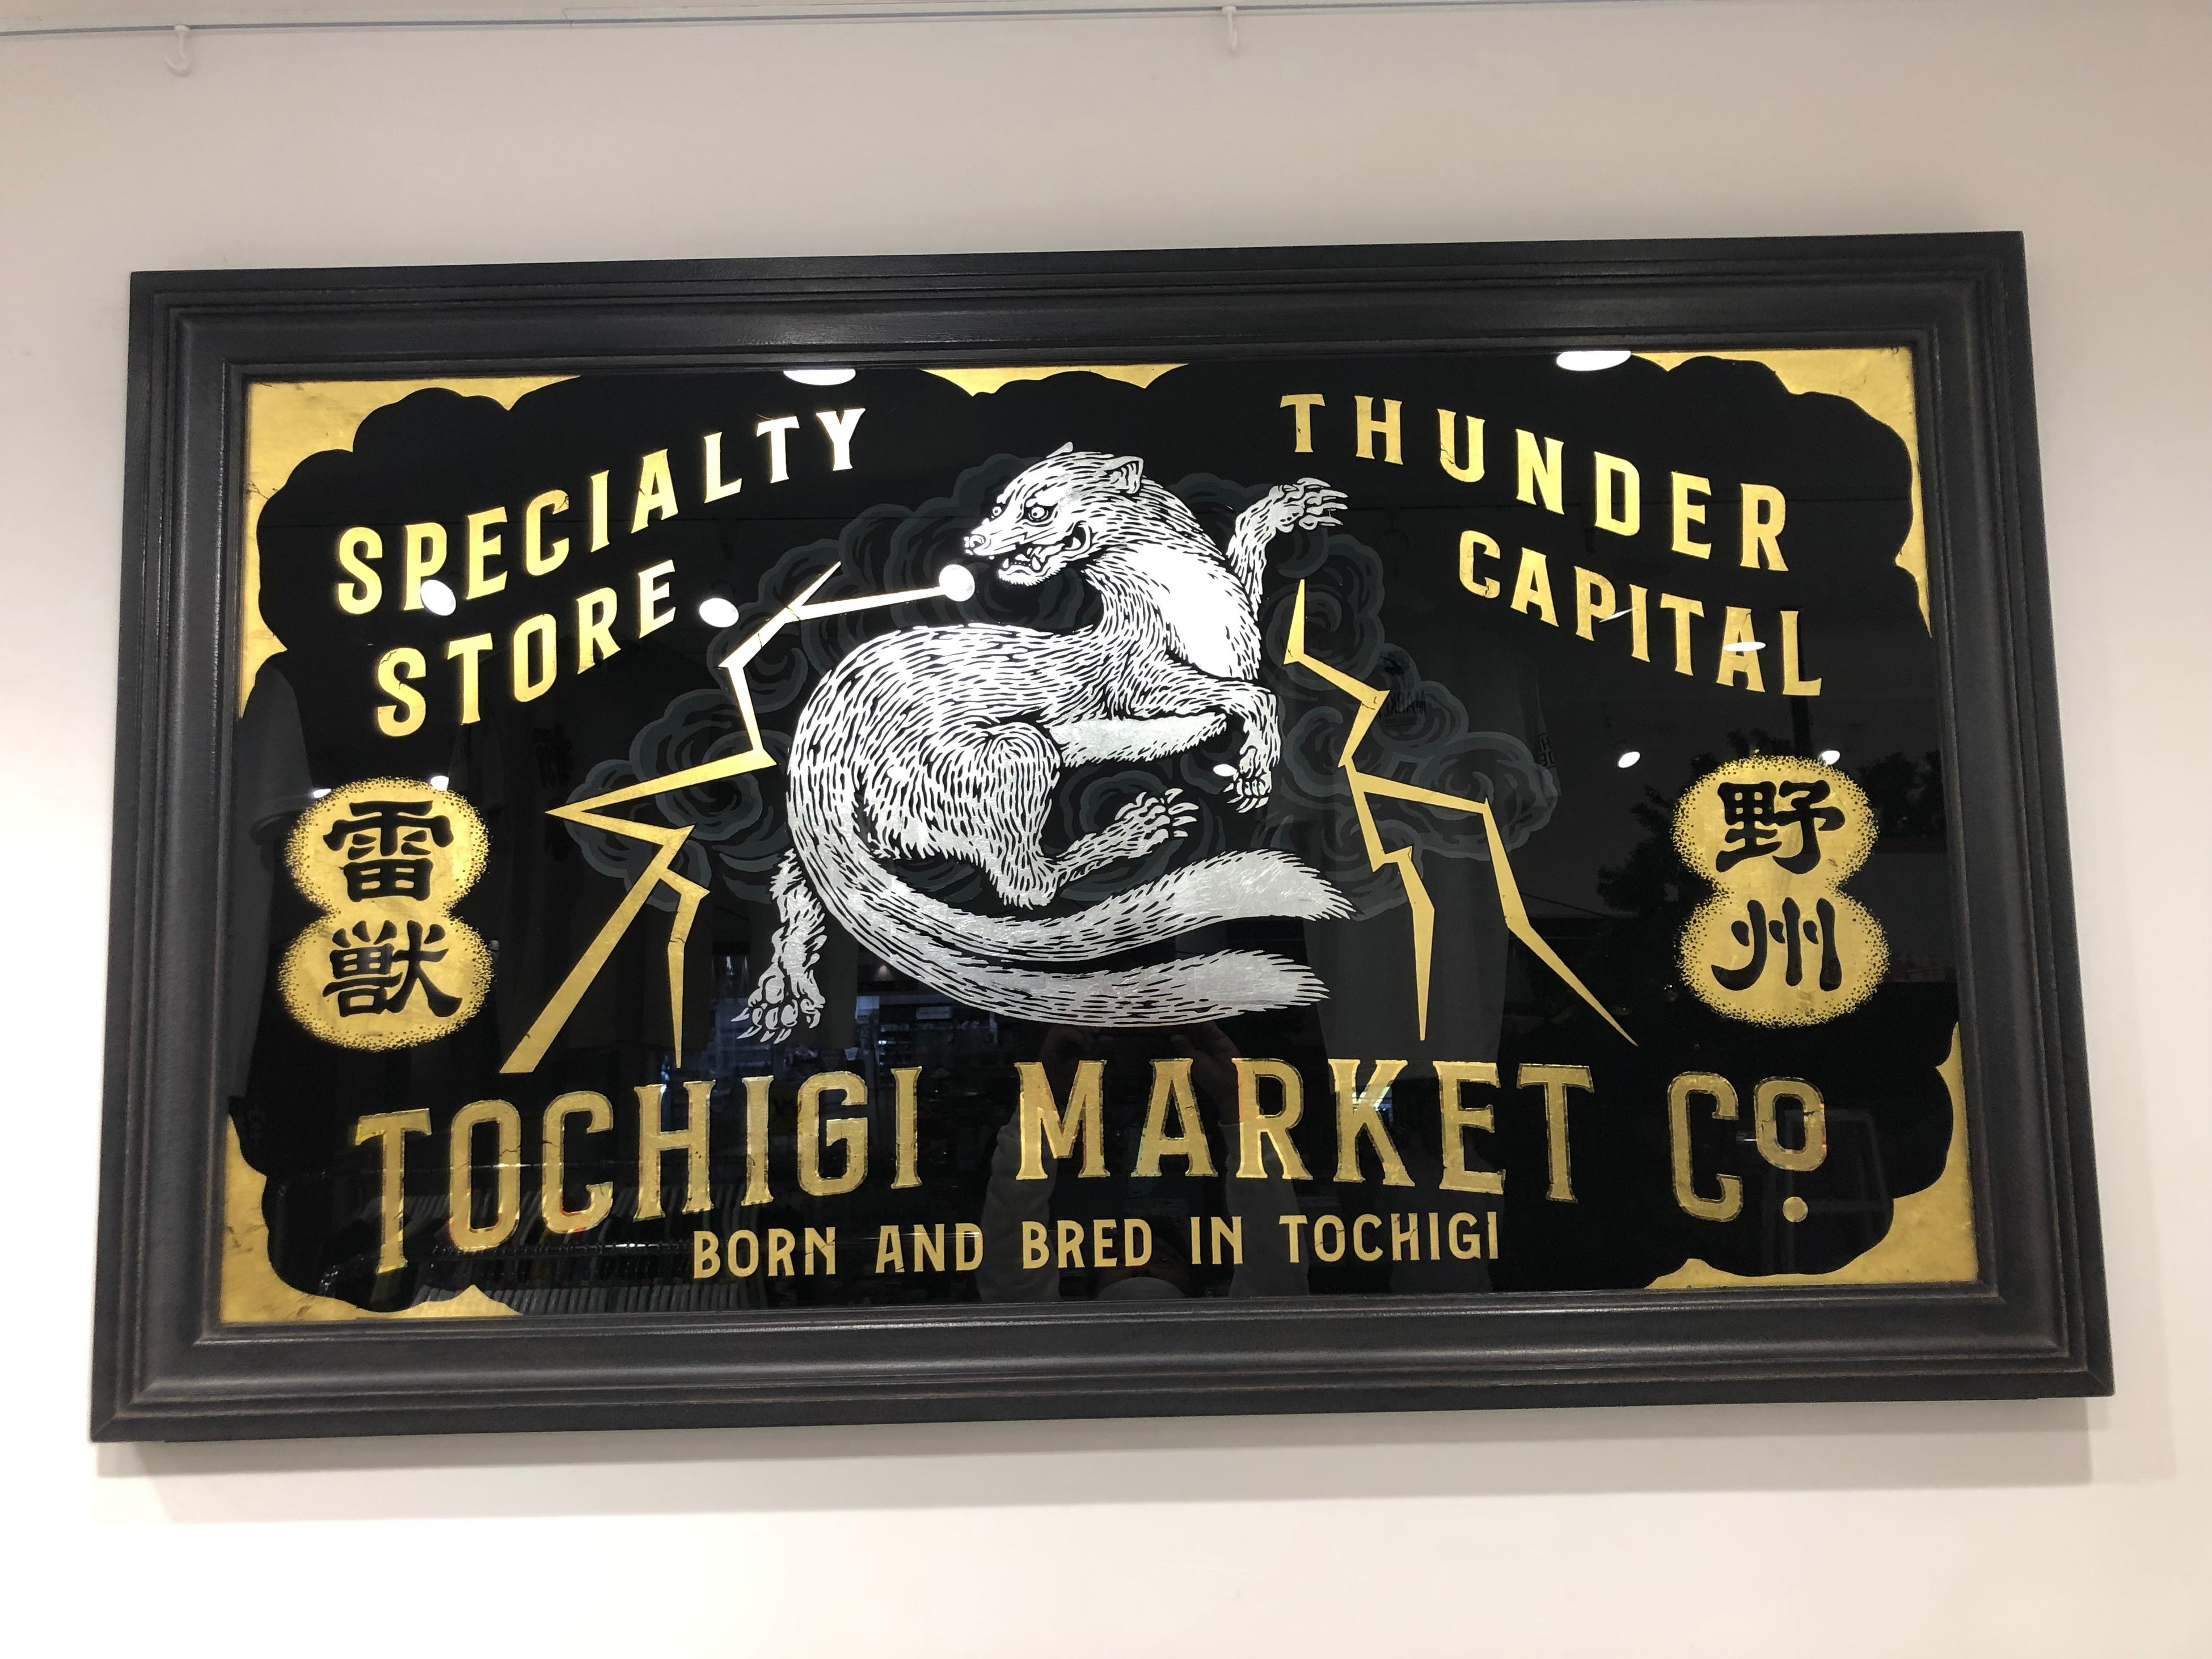 SPECIALTY
STORE
THUNDER
CAPITAL
雷獣
野州
TOCHIGI MARKET Co.
BORN AND BRED IN TOCHIGI